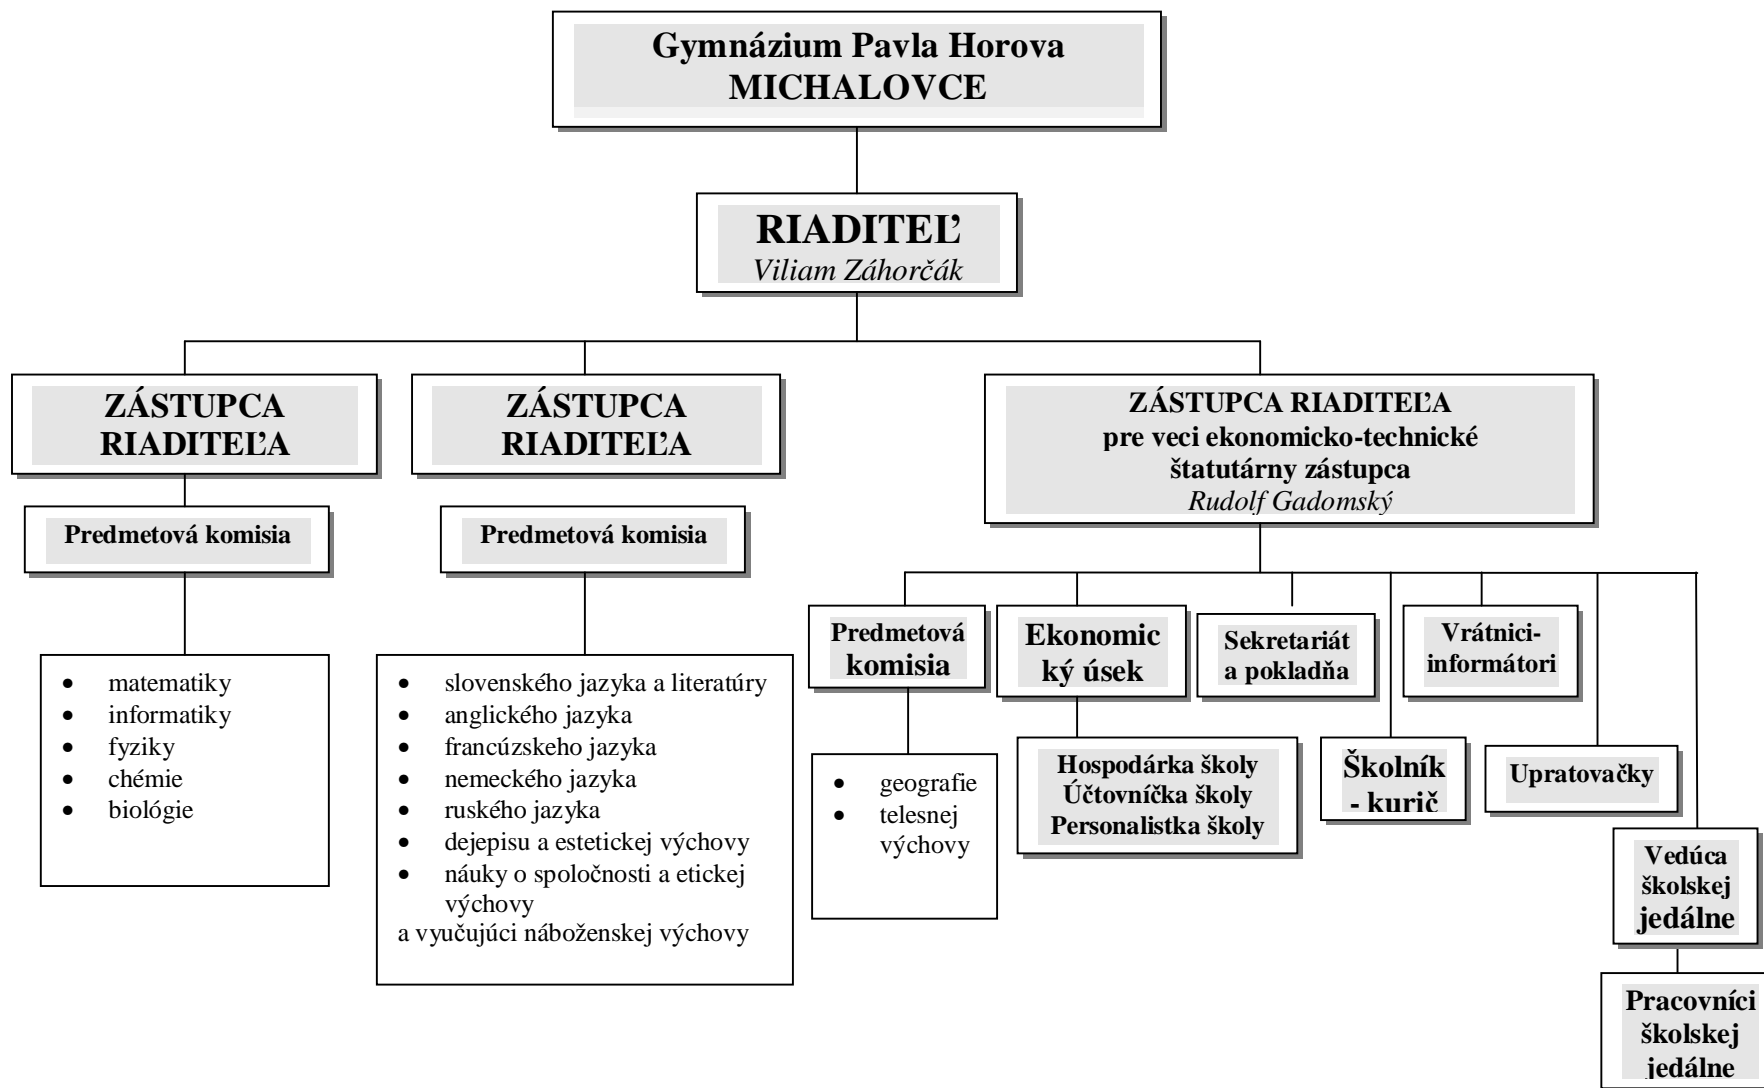 Gymnázium Pavla Horova
MICHALOVCE
RIADITEĽ
Viliam Záhorčák
ZÁSTUPCA
RIADITEĽA
ZÁSTUPCA
RIADITEĽA
ZÁSTUPCA RIADITEĽA
pre veci ekonomicko-technické
štatutárny zástupca
Rudolf Gadomský
Predmetová komisia
Predmetová komisia
• matematiky
• informatiky
• fyziky
• chémie
• biológie
• slovenského jazyka a literatúry
• anglického jazyka
• francúzskeho jazyka
• nemeckého jazyka
• ruského jazyka
• dejepisu a estetickej výchovy
• náuky o spoločnosti a etickej
výchovy
a vyučujúci náboženskej výchovy
Predmetová
komisia
• geografie
• telesnej
výchovy
Ekonomic
ký úsek
Hospodárka školy
Účtovníčka školy
Personalistka školy
Sekretariát
a pokladňa
Školník
- kurič
Vrátnici-
informátori
Upratovačky
Vedúca
školskej
jedálne
Pracovníci
školskej
jedálne